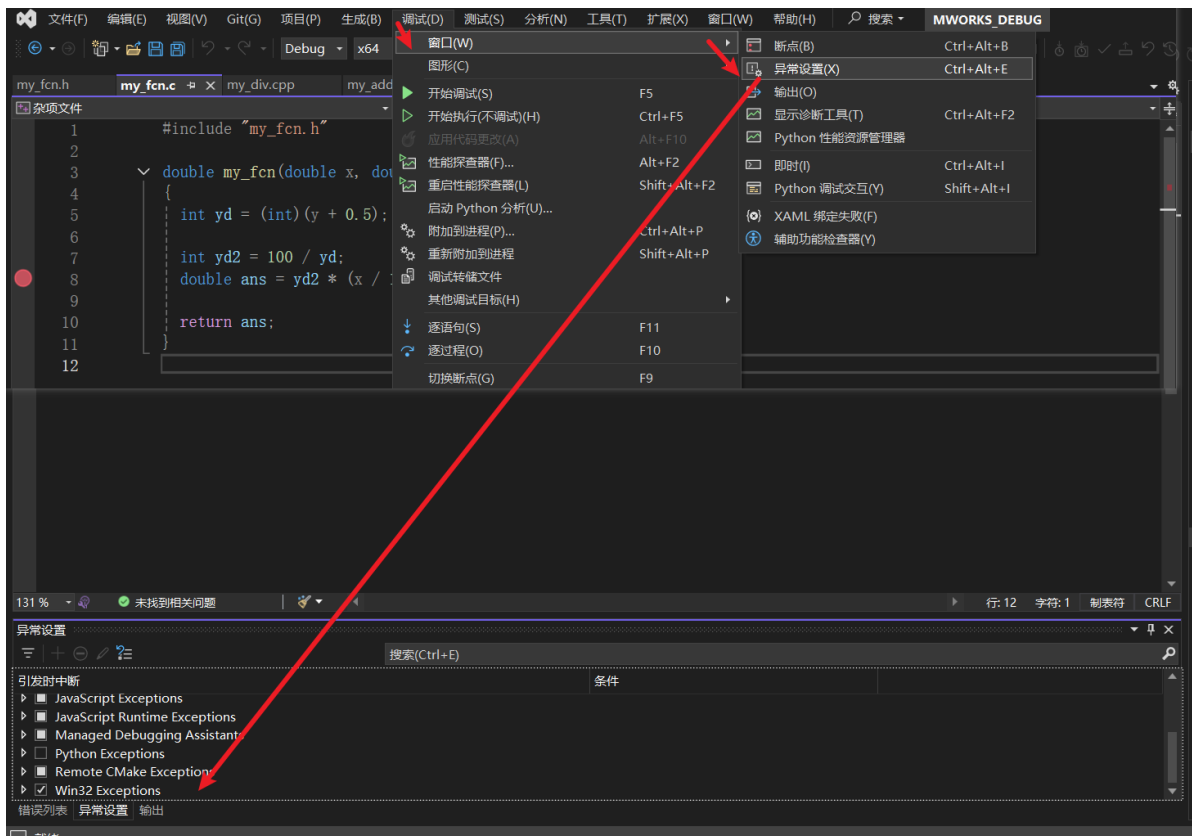 文件(F) 编辑(E) 视图(V) Git(G) 项目(P) 生成(B) 调试(D) 测试(S) 分析(N) 工具(T) 扩展(X) 窗口(W) 帮助(H) 搜索 MWORKS_DEBUG
Debug x64
my_fcn.h my_fcn.c my_div.cpp my_add
杂项文件
窗口(W)
图形(C)
开始调试(S) F5
开始执行(不调试)(H) Ctrl+F5
应用代码更改(A) Alt+F10
性能探查器(F)... Alt+F2
重启性能探查器(L) Shift+Alt+F2
启动 Python 分析(U)...
附加到进程(P)... Ctrl+Alt+P
重新附加到进程 Shift+Alt+P
调试转储文件
其他调试目标(H)
逐语句(S) F11
逐过程(O) F10
切换断点(G) F9
断点(B) Ctrl+Alt+B
异常设置(X) Ctrl+Alt+E
输出(O)
显示诊断工具(T) Ctrl+Alt+F2
Python 性能资源管理器
即时(I) Ctrl+Alt+I
Python 调试交互(Y) Shift+Alt+I
XAML 绑定失败(F)
辅助功能检查器(Y)
1 #include "my_fcn.h"
2
3 double my_fcn(double x, dou
4 {
5 int yd = (int)(y + 0.5);
6
7 int yd2 = 100 / yd;
8 double ans = yd2 * (x /
9
10 return ans;
11 }
12
131 % 未找到相关问题 行: 12 字符: 1 制表符 CRLF
异常设置
搜索(Ctrl+E)
引发时中断 条件
JavaScript Exceptions
JavaScript Runtime Exceptions
Managed Debugging Assistants
Python Exceptions
Remote CMake Exceptions
Win32 Exceptions
错误列表 异常设置 输出